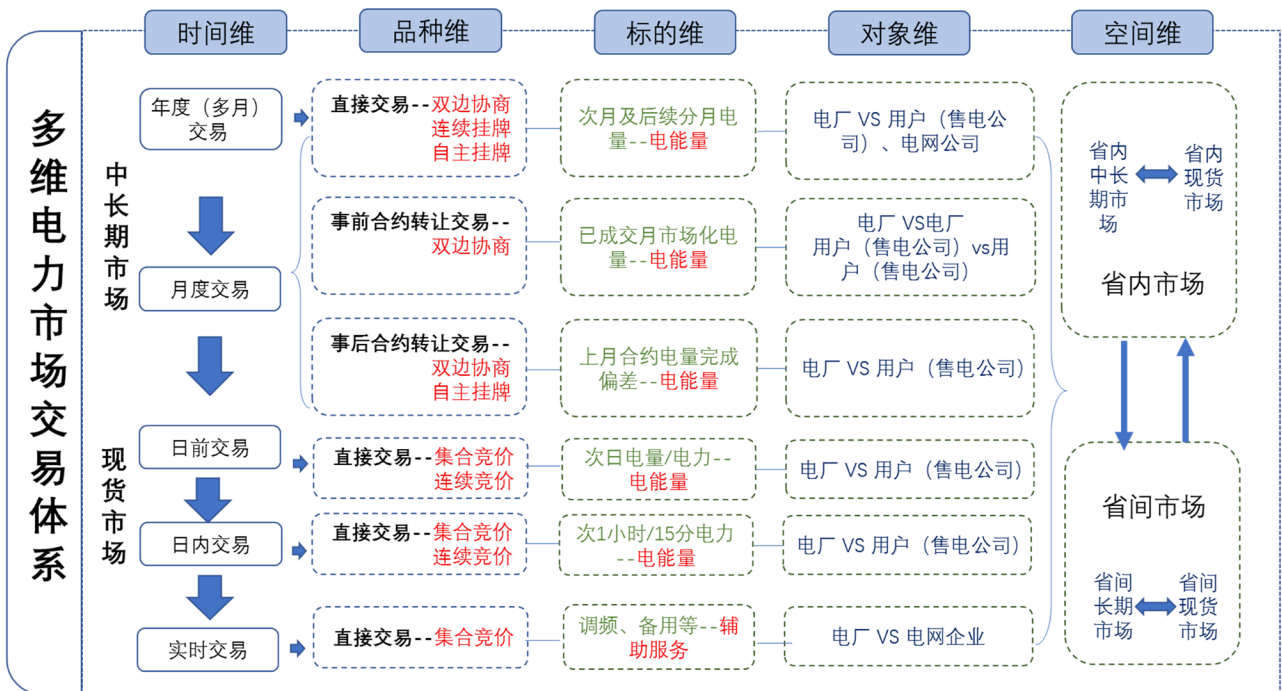 多维电力市场交易体系
时间维
品种维
标的维
对象维
空间维
中长期市场
现货市场
年度（多月）
交易
月度交易
日前交易
日内交易
实时交易
直接交易--双边协商
连续挂牌
自主挂牌
次月及后续分月电
量--电能量
电厂 VS 用户（售电公
司）、电网公司
事前合约转让交易--
双边协商
已成交月市场化电
量--电能量
电厂 VS电厂
用户（售电公司）vs用
户（售电公司）
事后合约转让交易--
双边协商
自主挂牌
上月合约电量完成
偏差--电能量
电厂 VS 用户（售电公司）
直接交易--集合竞价
连续竞价
次日电量/电力--
电能量
电厂 VS 用户（售电公司）
直接交易--集合竞价
连续竞价
次1小时/15分电力
--电能量
电厂 VS 用户（售电公司）
直接交易--集合竞价
调频、备用等--辅
助服务
电厂 VS 电网企业
省内
中长
期市
场
省内
现货
市场
省内市场
省间市场
省间
长期
市场
省间
现货
市场